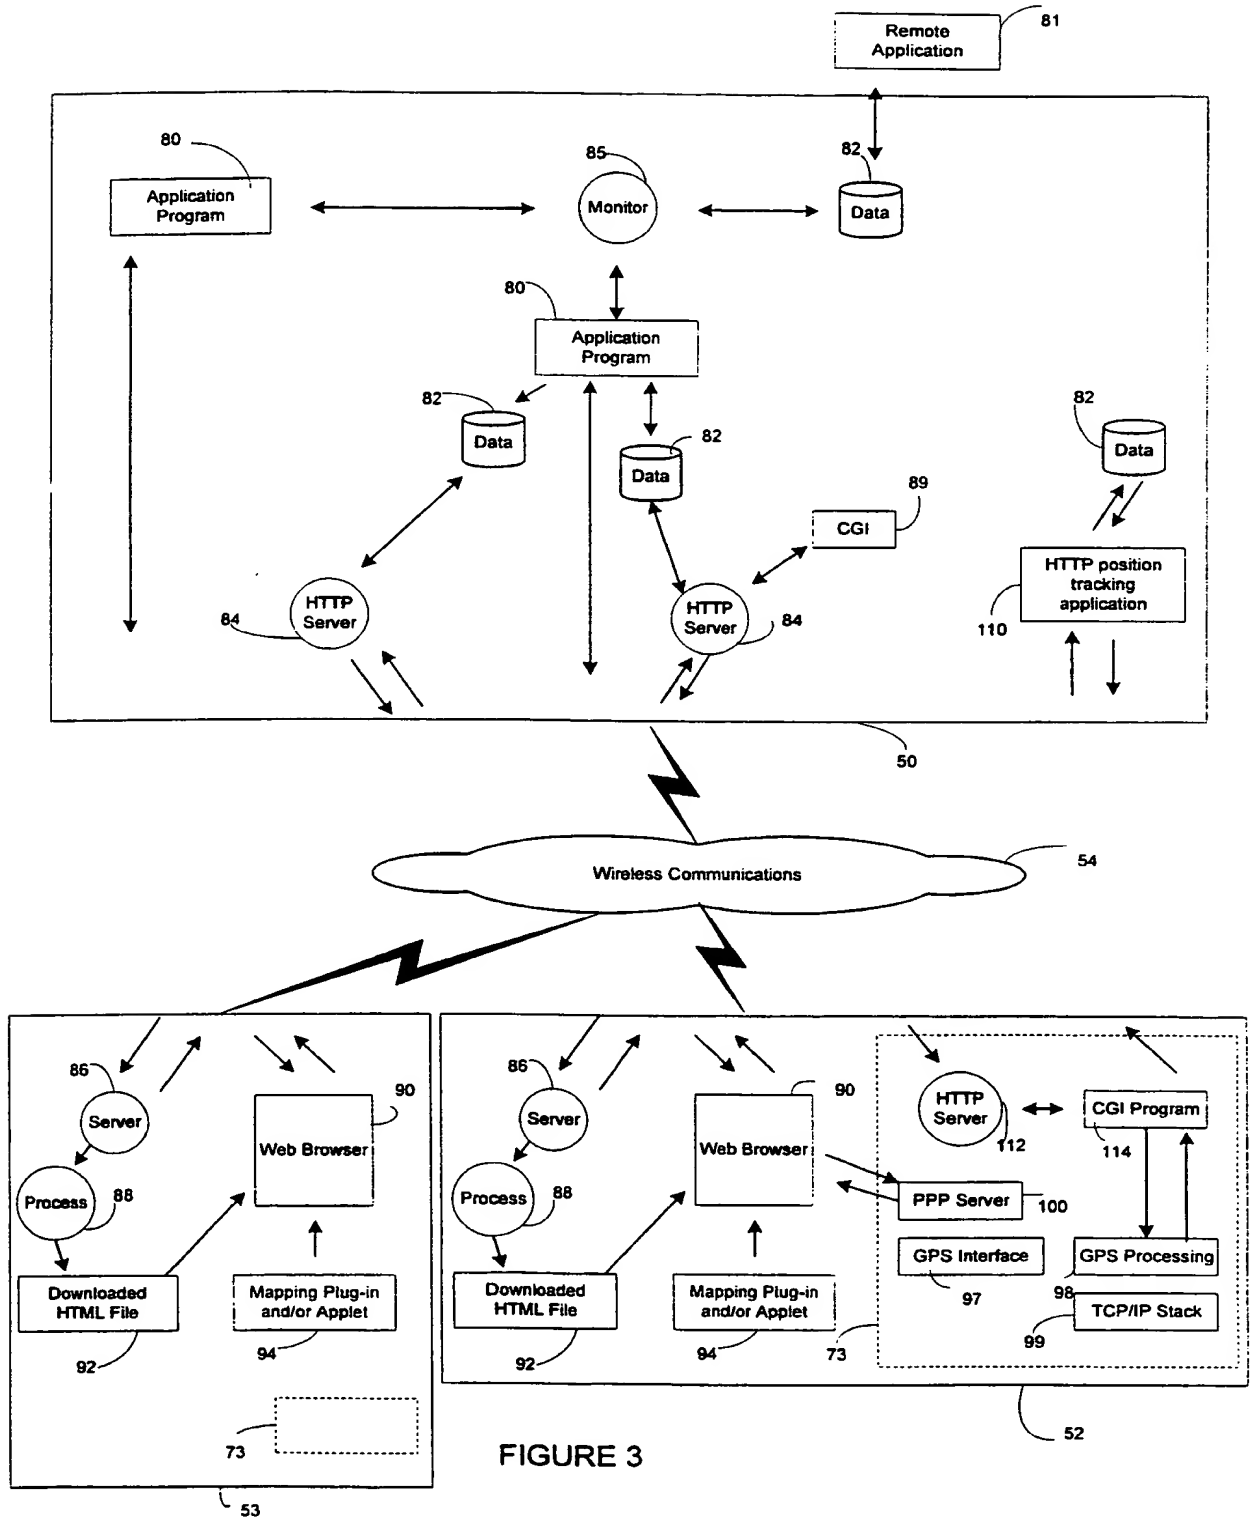 81
Remote
Application
80
85
82
Application
Program
Monitor
Data
80
Application
Program
82
Data
82
Data
82
Data
89
CGI
HTTP position
tracking
application
110
HTTP
Server
84
HTTP
Server
84
50
Wireless Communications
54
86
Server
90
Web Browser
Process
88
Downloaded
HTML File
92
Mapping Plug-in
and/or Applet
94
73
53
86
Server
90
Web Browser
Process
88
Downloaded
HTML File
92
Mapping Plug-in
and/or Applet
94
73
HTTP
Server
112
CGI Program
114
PPP Server
100
GPS Interface
97
GPS Processing
98
TCP/IP Stack
99
52
FIGURE 3